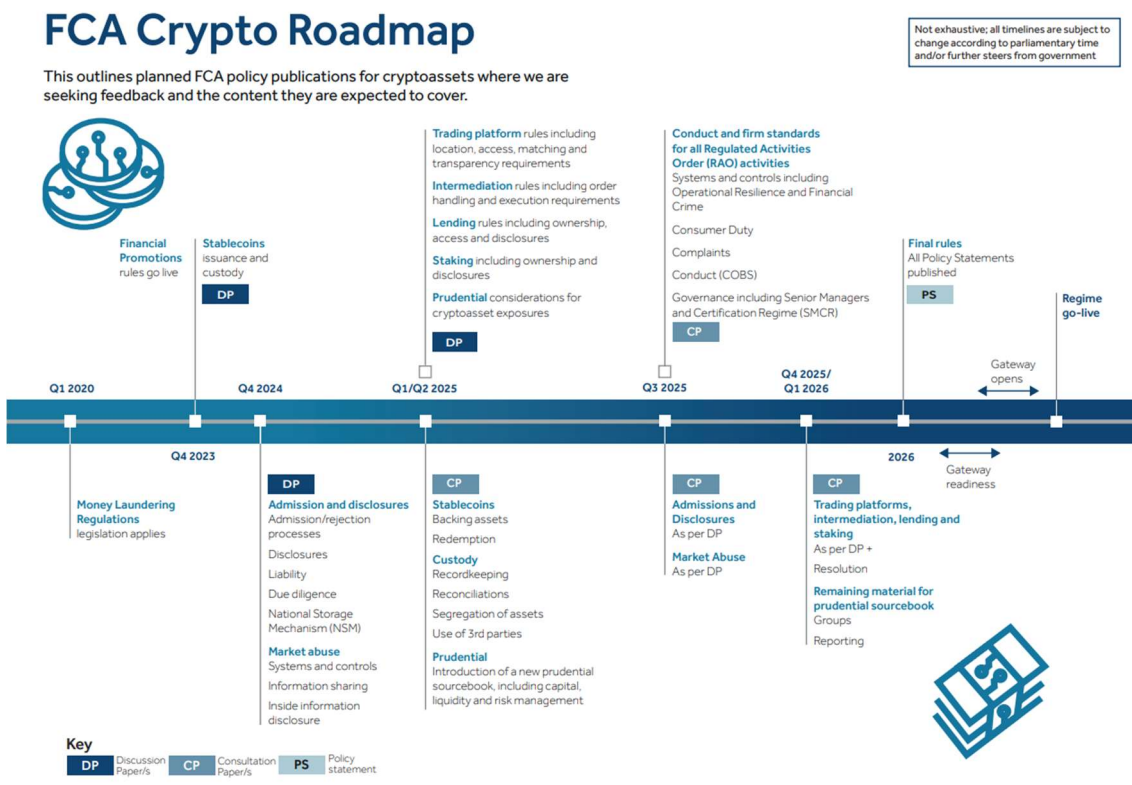 FCA Crypto Roadmap
Not exhaustive; all timelines are subject to
change according to parliamentary time
and/or further steers from government
This outlines planned FCA policy publications for cryptoassets where we are
seeking feedback and the content they are expected to cover.
Financial
Promotions
rules go live
Stablecoins
issuance and
custody
DP
Trading platform rules including
location, access, matching and
transparency requirements
Intermediation rules including order
handling and execution requirements
Lending rules including ownership,
access and disclosures
Staking including ownership and
disclosures
Prudential considerations for
cryptoasset exposures
DP
Conduct and firm standards
for all Regulated Activities
Order (RAO) activities
Systems and controls including
Operational Resilience and Financial
Crime
Consumer Duty
Complaints
Conduct (COBS)
Governance including Senior Managers
and Certification Regime (SMCR)
CP
Final rules
All Policy Statements
published
PS
Regime
go-live
Gateway
opens
Q1 2020
Q4 2024
Q1/Q2 2025
Q3 2025
Q4 2025/
Q1 2026
Q4 2023
2026
Gateway
readiness
Money Laundering
Regulations
legislation applies
DP
Admission and disclosures
Admission/rejection
processes
Disclosures
Liability
Due diligence
National Storage
Mechanism (NSM)
Market abuse
Systems and controls
Information sharing
Inside information
disclosure
CP
Stablecoins
Backing assets
Redemption
Custody
Recordkeeping
Reconciliations
Segregation of assets
Use of 3rd parties
Prudential
Introduction of a new prudential
sourcebook, including capital,
liquidity and risk management
CP
Admissions and
Disclosures
As per DP
Market Abuse
As per DP
CP
Trading platforms,
intermediation, lending and
staking
As per DP +
Resolution
Remaining material for
prudential sourcebook
Groups
Reporting
Key
DP
Discussion
Paper/s
CP
Consultation
Paper/s
PS
Policy
statement